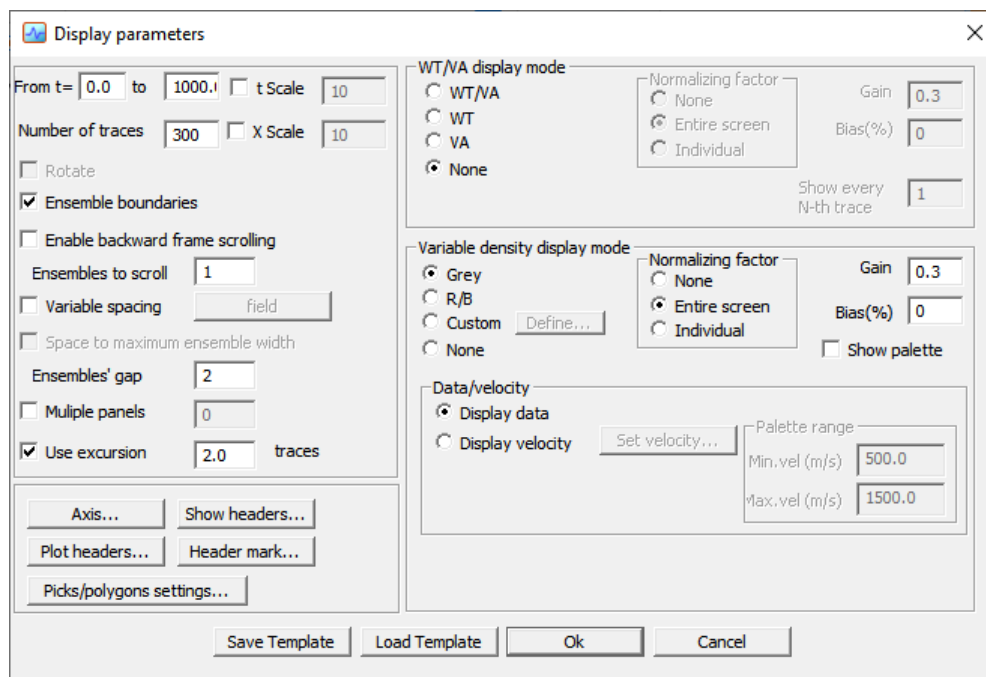 Display parameters
From t= 0.0 to 1000. t Scale 10
Number of traces 300 X Scale 10
Rotate
Ensemble boundaries
Enable backward frame scrolling
Ensembles to scroll 1
Variable spacing field
Space to maximum ensemble width
Ensembles' gap 2
Muliple panels 0
Use excursion 2.0 traces
Axis... Show headers...
Plot headers... Header mark...
Picks/polygons settings...
WT/VA display mode
WT/VA
WT
VA
None
Normalizing factor
None
Entire screen
Individual
Gain 0.3
Bias(%) 0
Show every
N-th trace 1
Variable density display mode
Grey
R/B
Custom Define...
None
Normalizing factor
None
Entire screen
Individual
Gain 0.3
Bias(%) 0
Show palette
Data/velocity
Display data
Display velocity Set velocity...
Palette range
Min.vel (m/s) 500.0
Max.vel (m/s) 1500.0
Save Template Load Template Ok Cancel